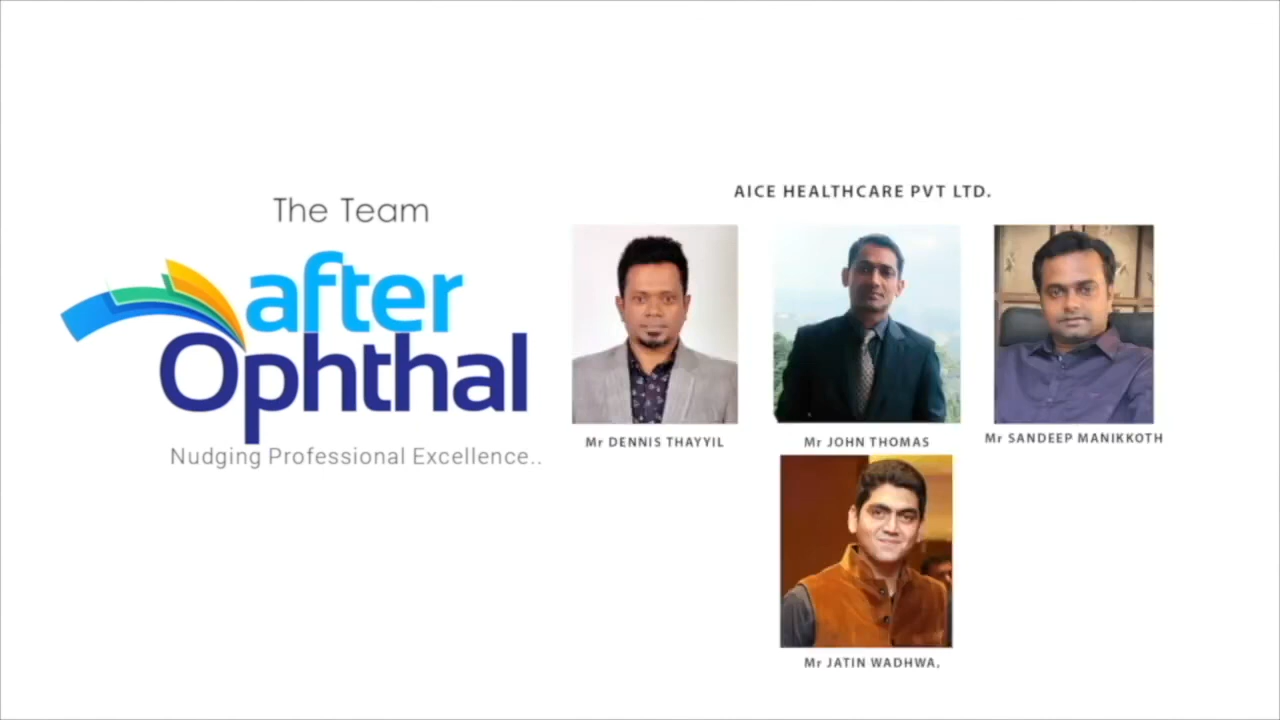 The Team
after
Ophthal
Nudging Professional Excellence..
AICE HEALTHCARE PVT LTD.
Mr DENNIS THAYYIL
Mr JOHN THOMAS
Mr SANDEEP MANIKKOTH
Mr JATIN WADHWA,